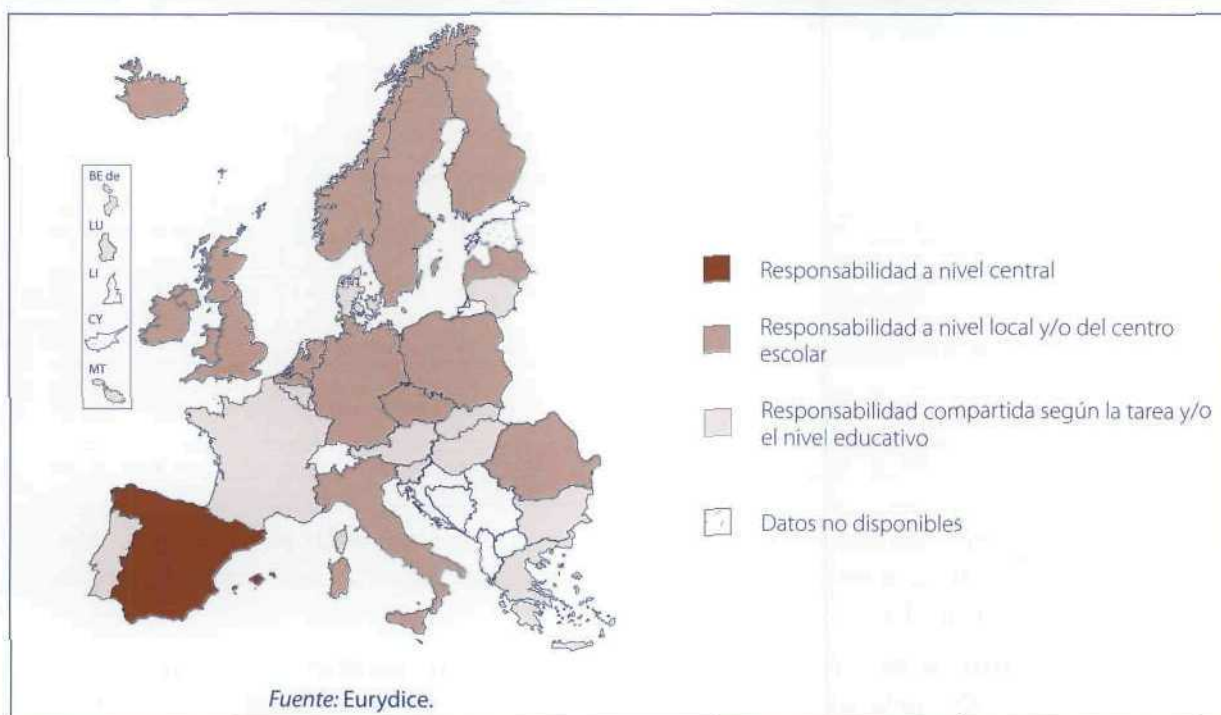 BE de
LU
LI
CY
MT
Responsabilidad a nivel central
Responsabilidad a nivel local y/o del centro
escolar
Responsabilidad compartida según la tarea y/o
el nivel educativo
Datos no disponibles
Fuente: Eurydice.